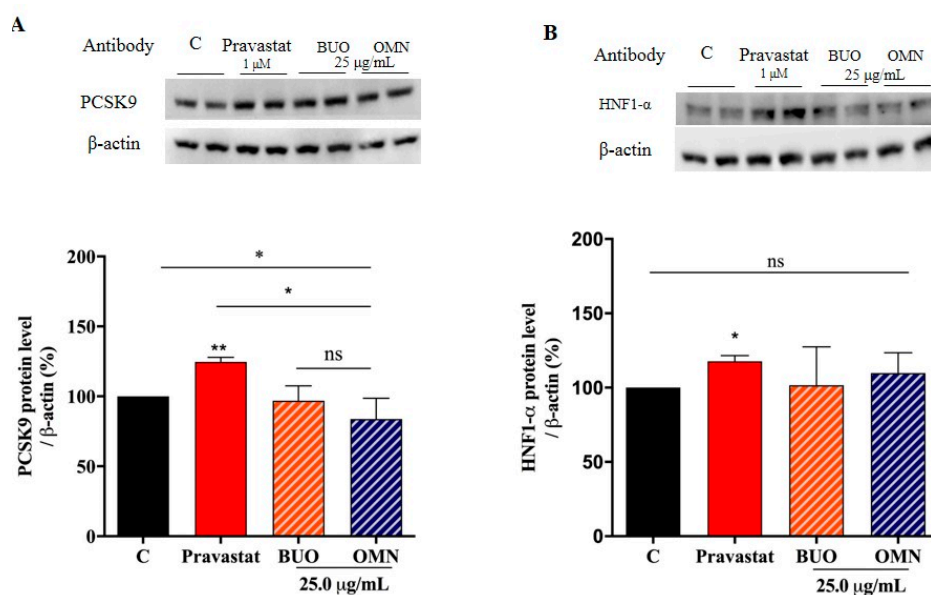 A
Antibody C Pravastat BUO OMN
1 μM 25 μg/mL
PCSK9
β-actin
200
150
100
50
0
PCSK9 protein level
/ β-actin (%)
*
*
**
ns
C Pravastat BUO OMN
25.0 μg/mL
B
Antibody C Pravastat BUO OMN
1 μM 25 μg/mL
HNF1-α
β-actin
200
150
100
50
0
HNF1-α protein level
/ β-actin (%)
ns
*
C Pravastat BUO OMN
25.0 μg/mL